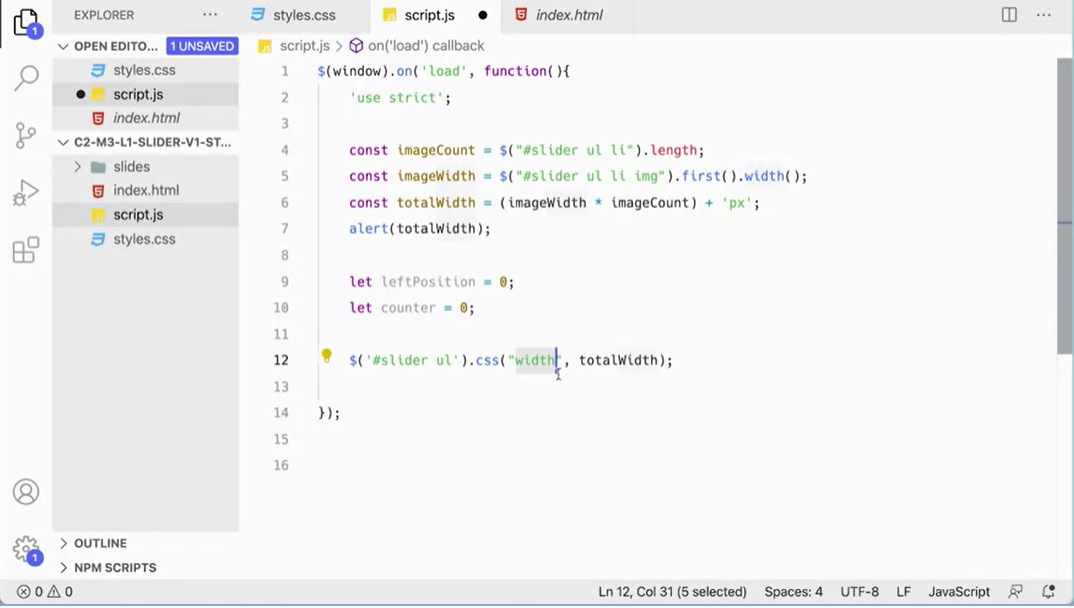 EXPLORER
styles.css
script.js
index.html
OPEN EDITO... 1 UNSAVED
script.js > on('load') callback
styles.css
script.js
index.html
C2-M3-L1-SLIDER-V1-ST...
slides
index.html
script.js
styles.css
1 $(window).on('load', function(){
2 'use strict';
3
4 const imageCount = $("#slider ul li").length;
5 const imageWidth = $("#slider ul li img").first().width();
6 const totalWidth = (imageWidth * imageCount) + 'px';
7 alert(totalWidth);
8
9 let leftPosition = 0;
10 let counter = 0;
11
12 $('#slider ul').css("width", totalWidth);
13
14 });
15
16
1
1
OUTLINE
NPM SCRIPTS
0 0
Ln 12, Col 31 (5 selected) Spaces: 4 UTF-8 LF JavaScript